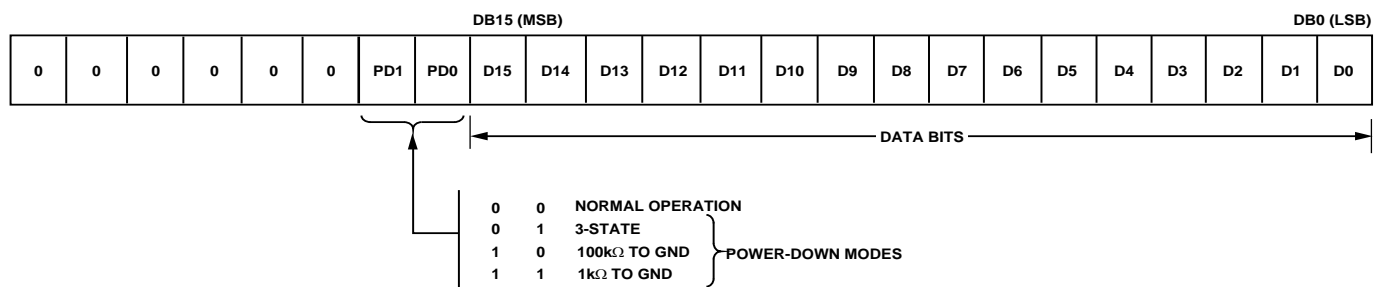 DB15 (MSB) DB0 (LSB)
0 0 0 0 0 0 PD1 PD0 D15 D14 D13 D12 D11 D10 D9 D8 D7 D6 D5 D4 D3 D2 D1 D0
DATA BITS
0 0 NORMAL OPERATION
0 1 3-STATE
1 0 100kΩ TO GND
POWER-DOWN MODES
1 1 1kΩ TO GND